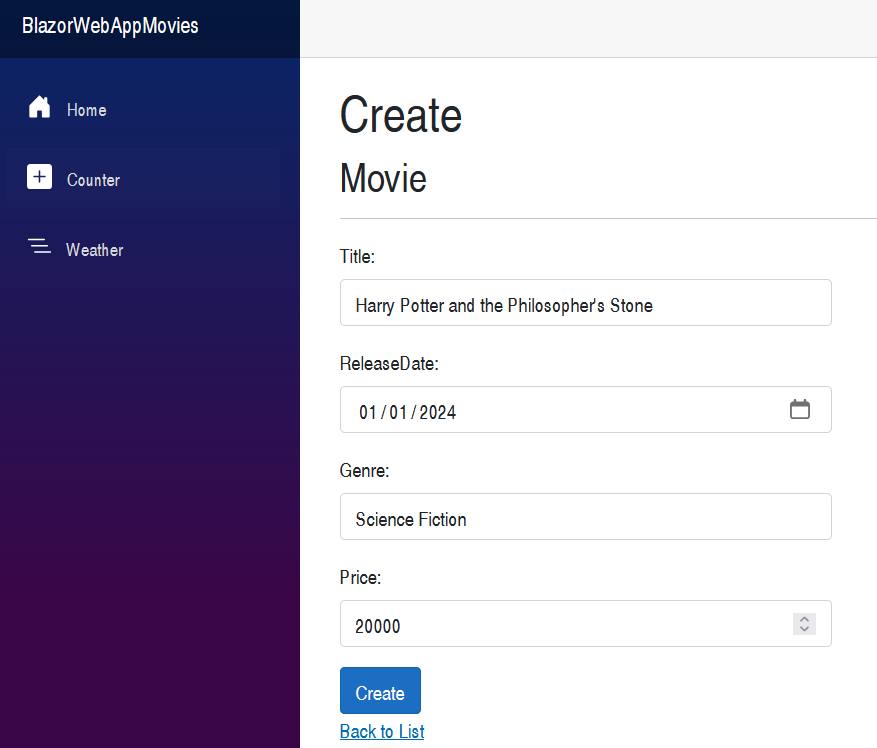 BlazorWebAppMovies
Home
Counter
Weather
Create
Movie
Title:
Harry Potter and the Philosopher's Stone
ReleaseDate:
01/01/2024
Genre:
Science Fiction
Price:
20000
Create
Back to List